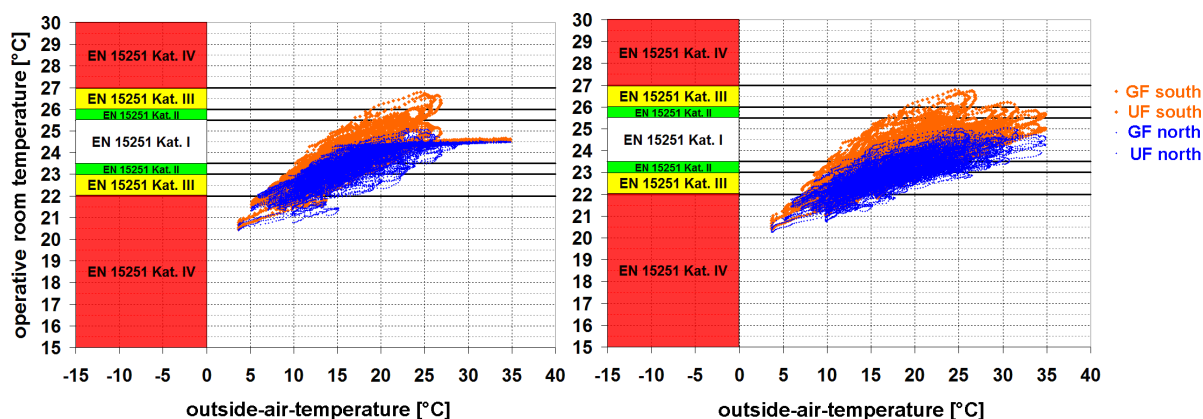 operative room temperature [°C]
30
29
28
27
26
25
24
23
22
21
20
19
18
17
16
15
EN 15251 Kat. IV
EN 15251 Kat. III
EN 15251 Kat. II
EN 15251 Kat. I
EN 15251 Kat. II
EN 15251 Kat. III
EN 15251 Kat. IV
-15 -10 -5 0 5 10 15 20 25 30 35 40
outside-air-temperature [°C]
30
29
28
27
26
25
24
23
22
21
20
19
18
17
16
15
EN 15251 Kat. IV
EN 15251 Kat. III
EN 15251 Kat. II
EN 15251 Kat. I
EN 15251 Kat. II
EN 15251 Kat. III
EN 15251 Kat. IV
-15 -10 -5 0 5 10 15 20 25 30 35 40
outside-air-temperature [°C]
GF south
UF south
GF north
UF north